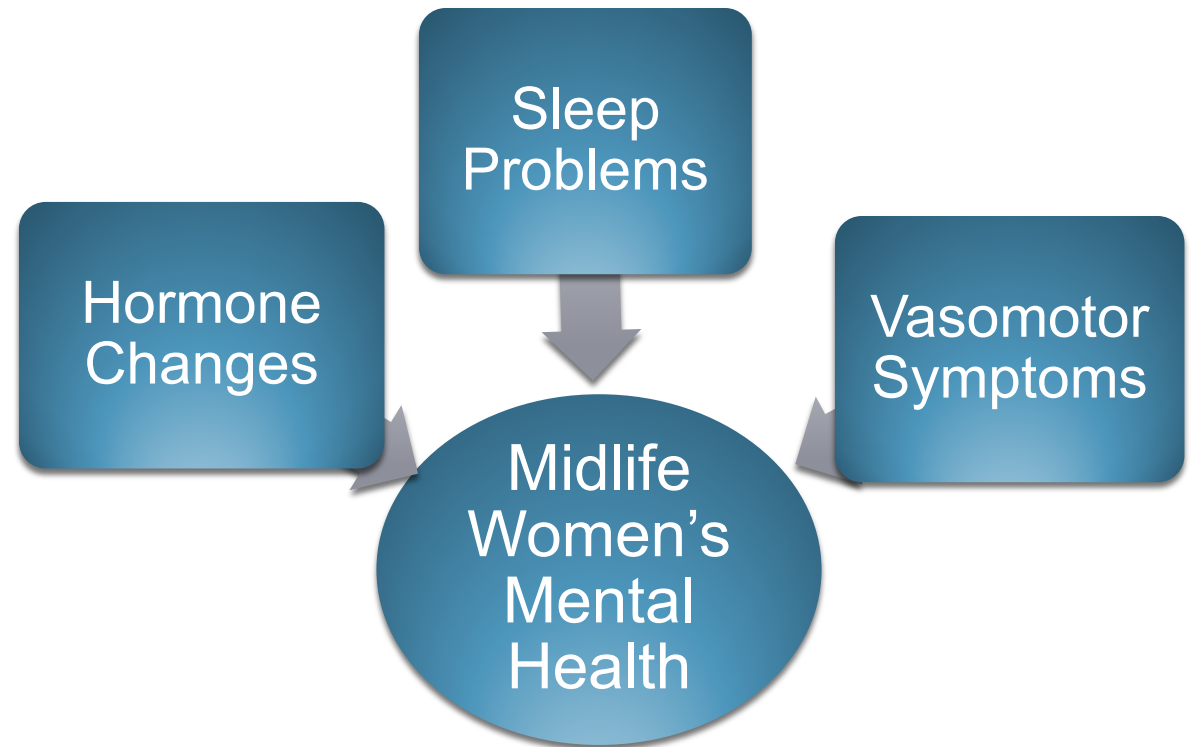 Sleep
Problems
Hormone
Changes
Vasomotor
Symptoms
Midlife
Women’s
Mental
Health